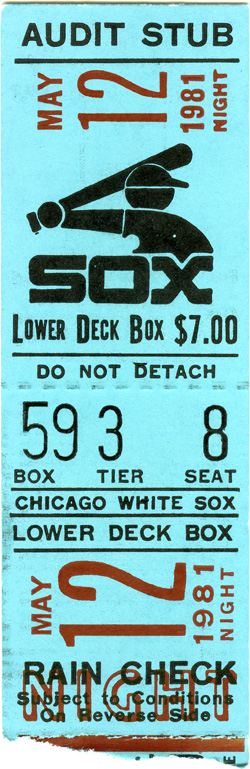 AUDIT STUB
MAY 12 1981 NIGHT
SOX
LOWER DECK BOX $7.00
DO NOT DETACH
59 3 8
BOX TIER SEAT
CHICAGO WHITE SOX
LOWER DECK BOX
MAY 12 1981 NIGHT
NIGHT
RAIN CHECK
Subject to Conditions
On Reverse Side